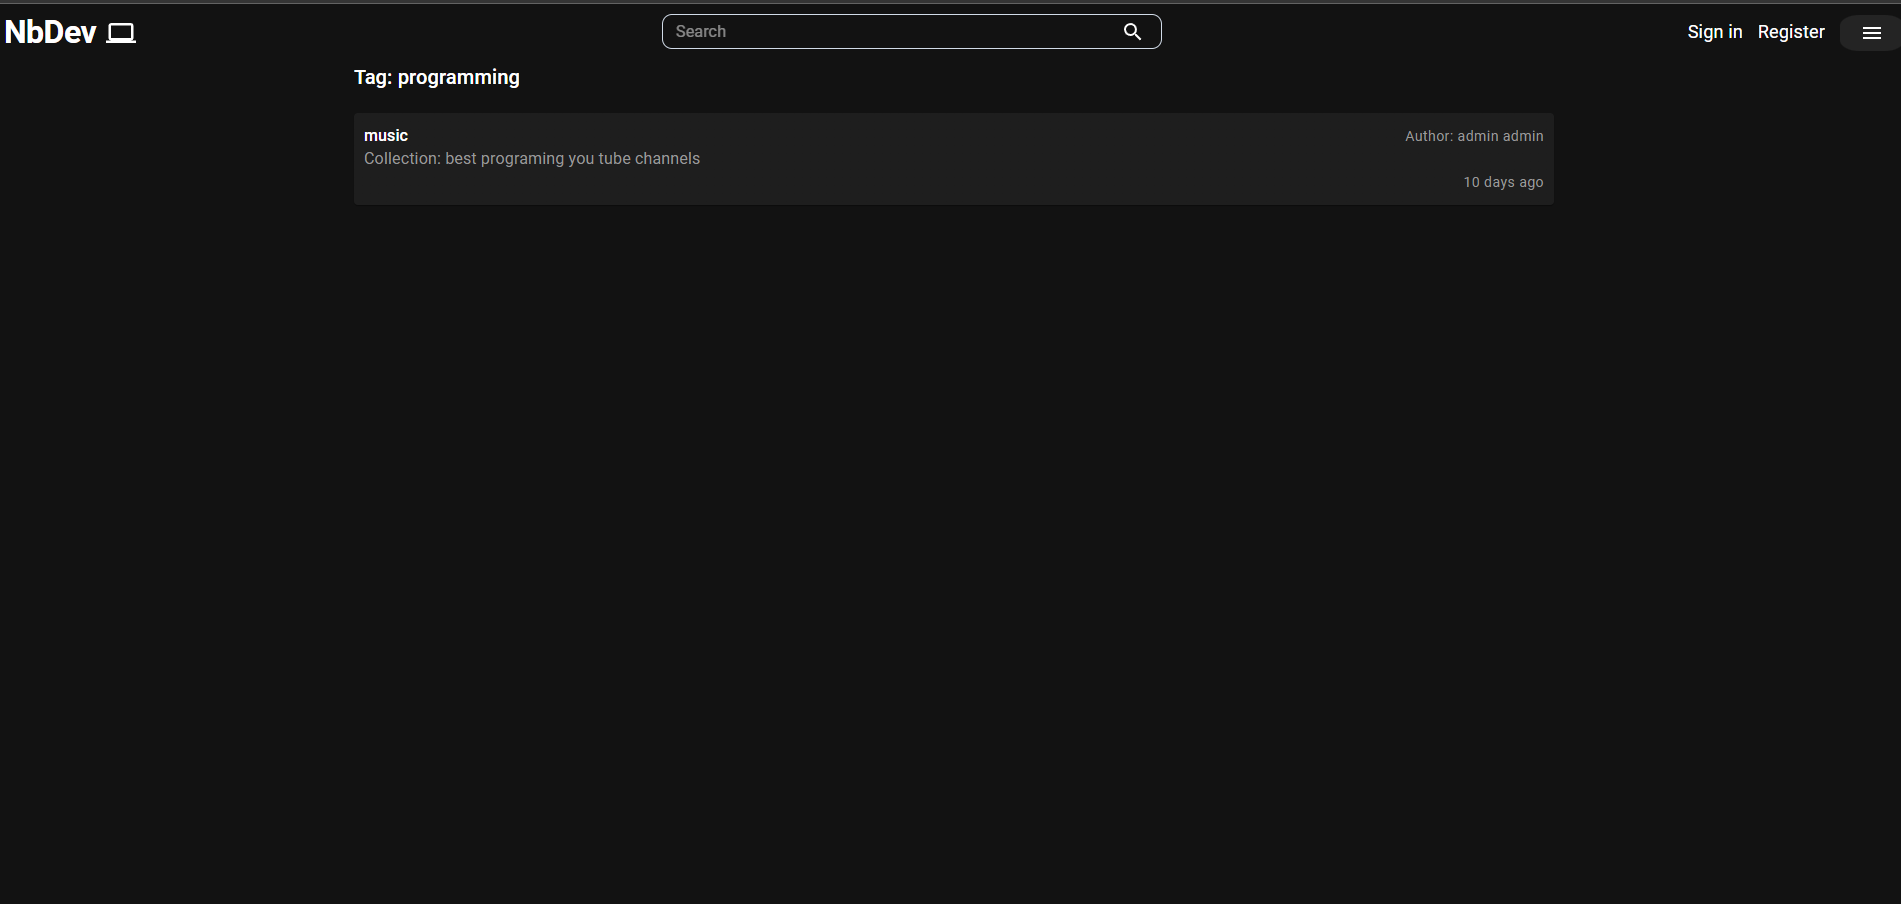 NbDev
Search
Sign in Register
Tag: programming
music
Author: admin admin
Collection: best programing you tube channels
10 days ago